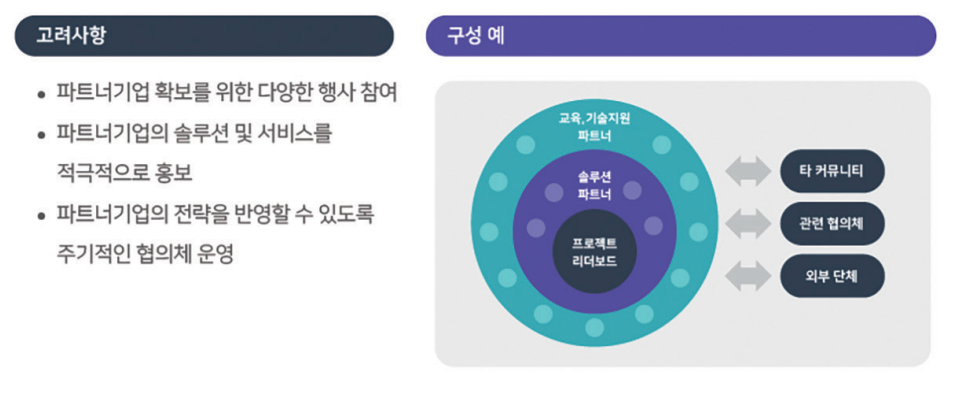 고려사항
• 파트너기업 확보를 위한 다양한 행사 참여
• 파트너기업의 솔루션 및 서비스를
적극적으로 홍보
• 파트너기업의 전략을 반영할 수 있도록
주기적인 협의체 운영
구성 예
교육,기술지원
파트너
솔루션
파트너
프로젝트
리더보드
타 커뮤니티
관련 협의체
외부 단체